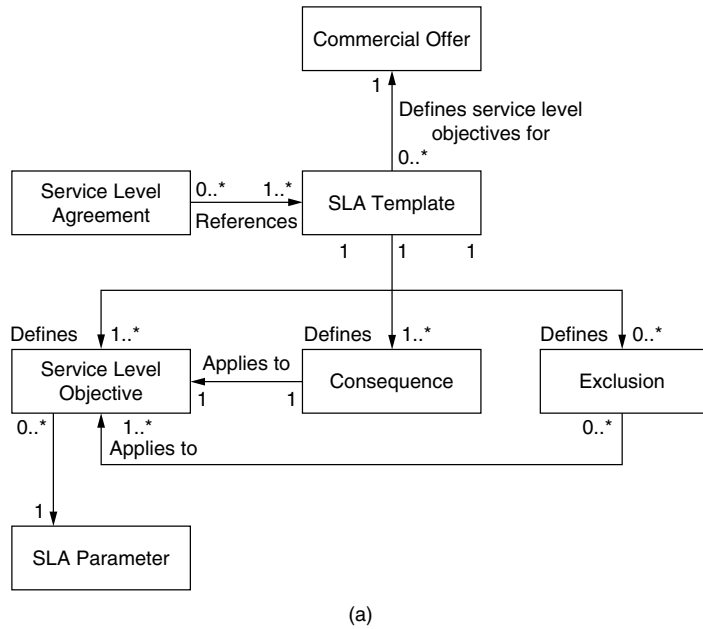 Commercial Offer
1
Defines service level
objectives for
0..*
Service Level
Agreement
0..*
1..*
References
SLA Template
1
1
1
Defines
1..*
Defines
1..*
Defines
0..*
Service Level
Objective
Applies to
1
1
Consequence
Exclusion
0..*
1..*
Applies to
0..*
1
SLA Parameter
(a)